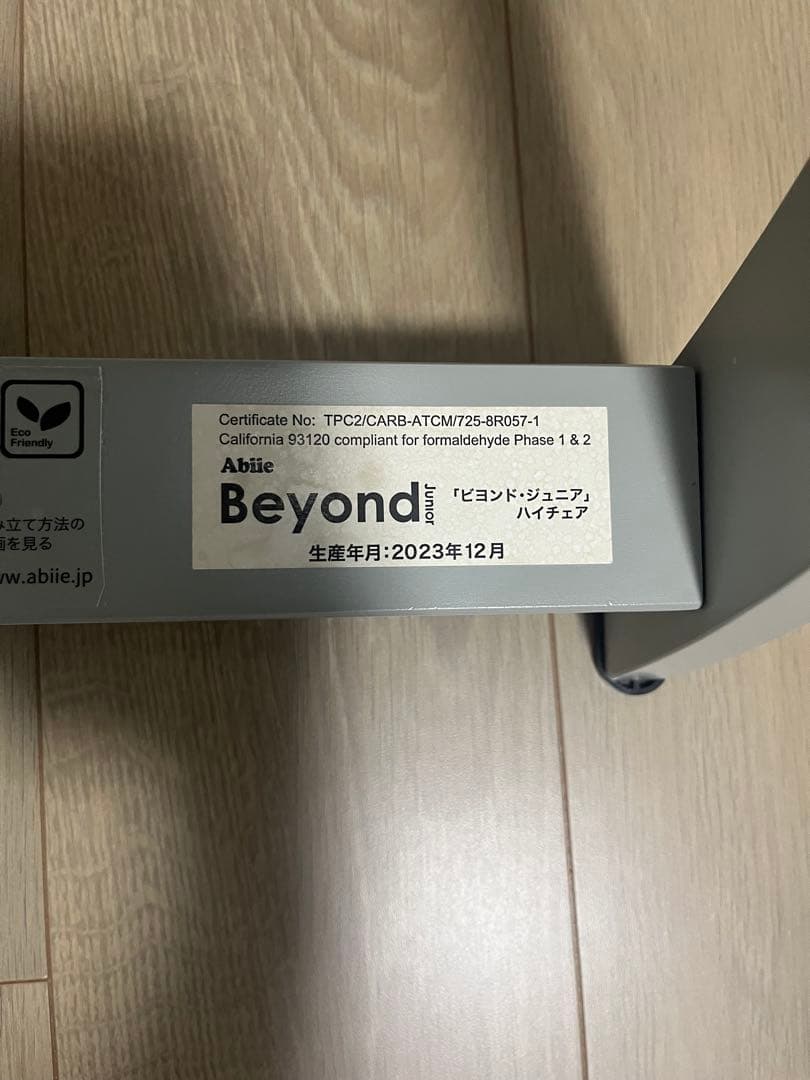 Eco
Friendly
み立て方法の
を見る
ww.abiie.jp
Certificate No: TPC2/CARB-ATCM/725-8R057-1
California 93120 compliant for formaldehyde Phase 1 & 2
Abiie
Beyond Junior
「ビヨンド・ジュニア」
ハイチェア
生産年月：2023年12月